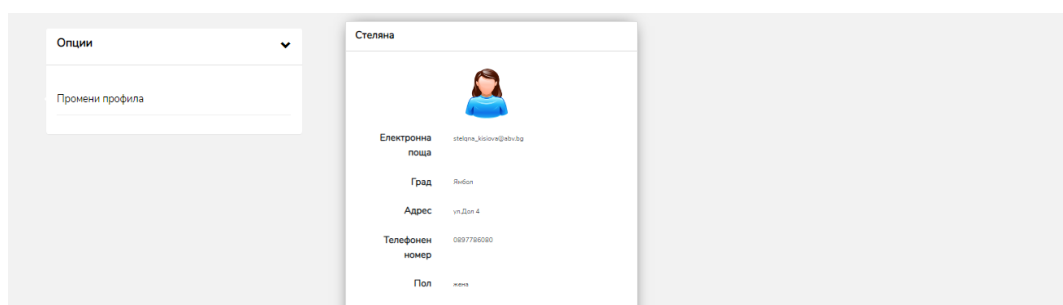 Опции
Промени профила
Стеляна
Електронна поща
stelqna_kisiova@abv.bg
Град
Ямбол
Адрес
ул.Доп 4
Телефонен номер
0897786080
Пол
жена